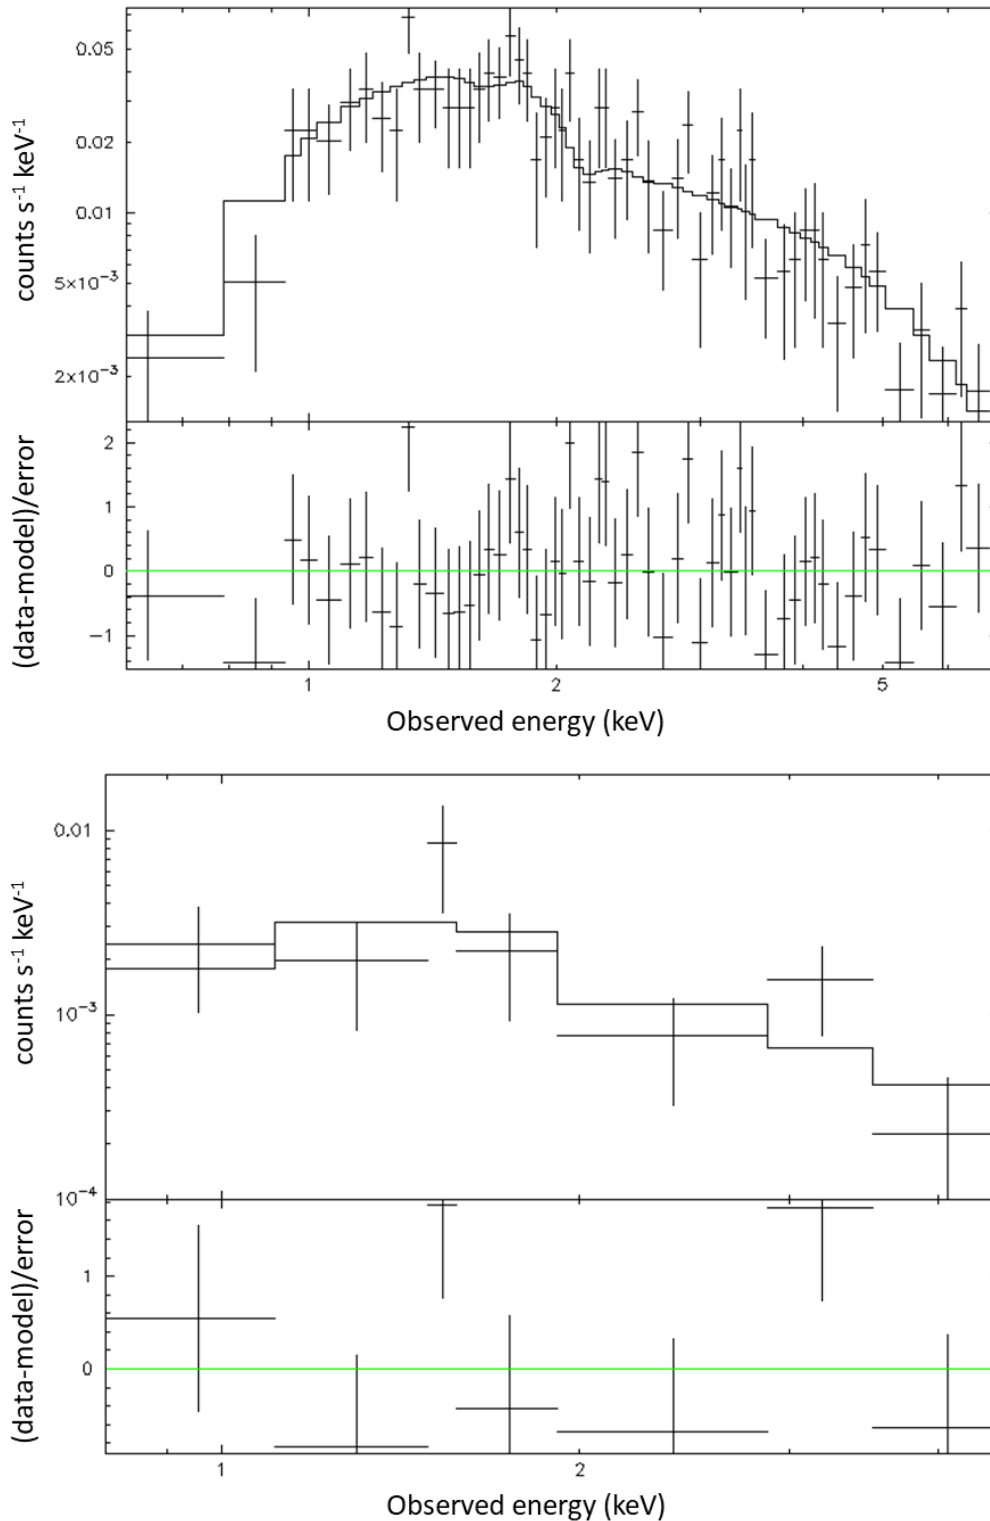 0.05
0.02
0.01
5×10⁻³
2×10⁻³
counts s⁻¹ keV⁻¹
2
1
0
−1
(data-model)/error
1 2 5
Observed energy (keV)
0.01
10⁻³
10⁻⁴
counts s⁻¹ keV⁻¹
1
0
(data-model)/error
1 2
Observed energy (keV)